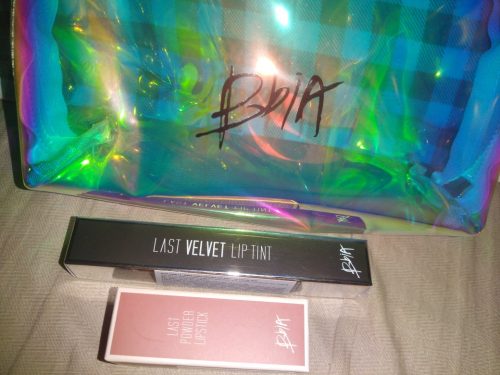 BbiA
LAST VELVET LIP TINT
BbiA
LAST
POWDER
LIPSTICK
BbiA